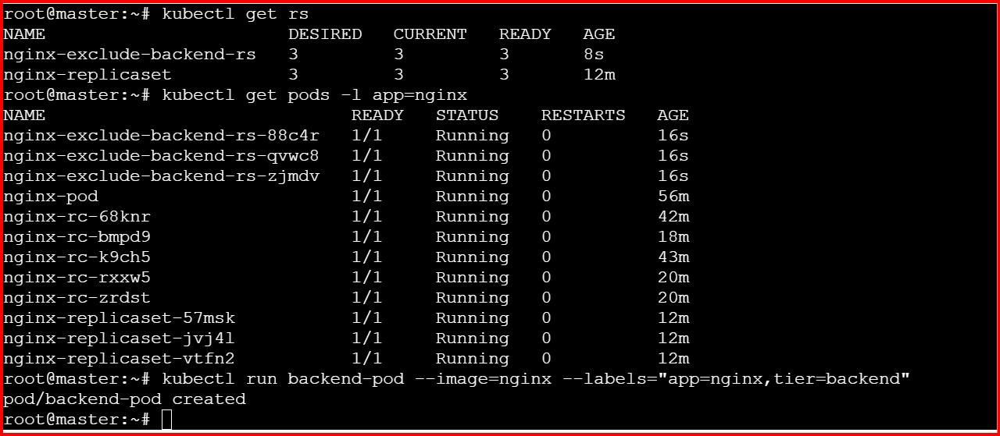 root@master:~# kubectl get rs
NAME                       DESIRED   CURRENT   READY   AGE
nginx-exclude-backend-rs   3         3         3       8s
nginx-replicaset           3         3         3       12m
root@master:~# kubectl get pods -l app=nginx
NAME                             READY   STATUS    RESTARTS   AGE
nginx-exclude-backend-rs-88c4r   1/1     Running   0          16s
nginx-exclude-backend-rs-qvwc8   1/1     Running   0          16s
nginx-exclude-backend-rs-zjmdv   1/1     Running   0          16s
nginx-pod                        1/1     Running   0          56m
nginx-rc-68knr                   1/1     Running   0          42m
nginx-rc-bmpd9                   1/1     Running   0          18m
nginx-rc-k9ch5                   1/1     Running   0          43m
nginx-rc-rxxw5                   1/1     Running   0          20m
nginx-rc-zrdst                   1/1     Running   0          20m
nginx-replicaset-57msk           1/1     Running   0          12m
nginx-replicaset-jvj4l           1/1     Running   0          12m
nginx-replicaset-vtfn2           1/1     Running   0          12m
root@master:~# kubectl run backend-pod --image=nginx --labels="app=nginx,tier=backend"
pod/backend-pod created
root@master:~#